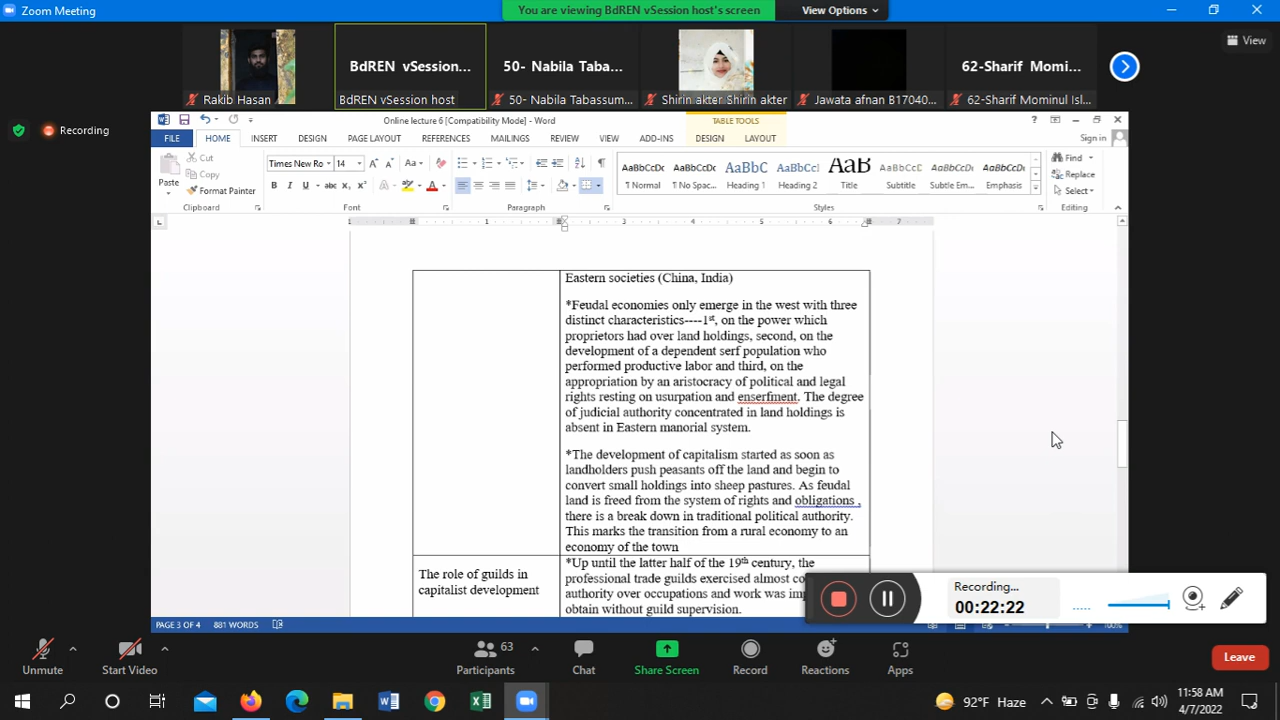 Zoom Meeting
You are viewing BdREN vSession host's screen
View Options
View
Rakib Hasan
BdREN vSession...
BdREN vSession host
50- Nabila Taba...
50- Nabila Tabassum...
Shirin akter Shirin akter
Jawata afnan B17040...
62-Sharif Momi...
62-Sharif Mominul Isl...
Recording
Online lecture 6 [Compatibility Mode] - Word
TABLE TOOLS
FILE HOME INSERT DESIGN PAGE LAYOUT REFERENCES MAILINGS REVIEW VIEW ADD-INS DESIGN LAYOUT
Sign in
Paste
Cut
Copy
Format Painter
Clipboard
Times New Ro 14
Font
Paragraph
AaBbCcDc AaBbCcDc AaBbC AaBbCc AaB AaBbCcC AaBbCcDc AaBbCcDc
¶ Normal ¶ No Spac... Heading 1 Heading 2 Title Subtitle Subtle Em... Emphasis
Styles
Find
Replace
Select
Editing
Eastern societies (China, India)
*Feudal economies only emerge in the west with three
distinct characteristics----1st, on the power which
proprietors had over land holdings, second, on the
development of a dependent serf population who
performed productive labor and third, on the
appropriation by an aristocracy of political and legal
rights resting on usurpation and enserfment. The degree
of judicial authority concentrated in land holdings is
absent in Eastern manorial system.
*The development of capitalism started as soon as
landholders push peasants off the land and begin to
convert small holdings into sheep pastures. As feudal
land is freed from the system of rights and obligations ,
there is a break down in traditional political authority.
This marks the transition from a rural economy to an
economy of the town
The role of guilds in
capitalist development
*Up until the latter half of the 19th century, the
professional trade guilds exercised almost co
authority over occupations and work was imp
obtain without guild supervision.
Recording...
00:22:22
PAGE 3 OF 4 881 WORDS
100%
Unmute
Start Video
63
Participants
Chat
Share Screen
Record
Reactions
Apps
Leave
92°F Haze
11:58 AM
4/7/2022